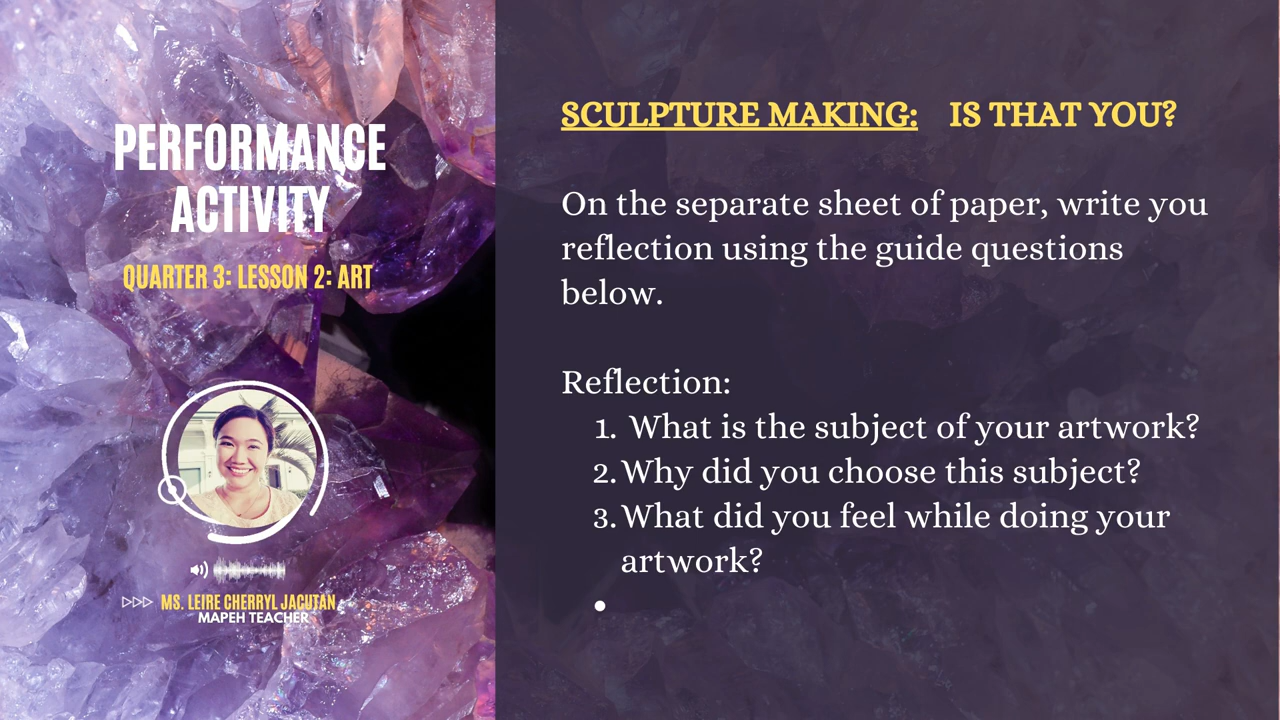 PERFORMANCE
ACTIVITY
QUARTER 3: LESSON 2: ART
MS. LEIRE CHERRYL JACUTAN
MAPEH TEACHER
SCULPTURE MAKING: IS THAT YOU?
On the separate sheet of paper, write you
reflection using the guide questions
below.
Reflection:
1. What is the subject of your artwork?
2. Why did you choose this subject?
3. What did you feel while doing your
artwork?
•